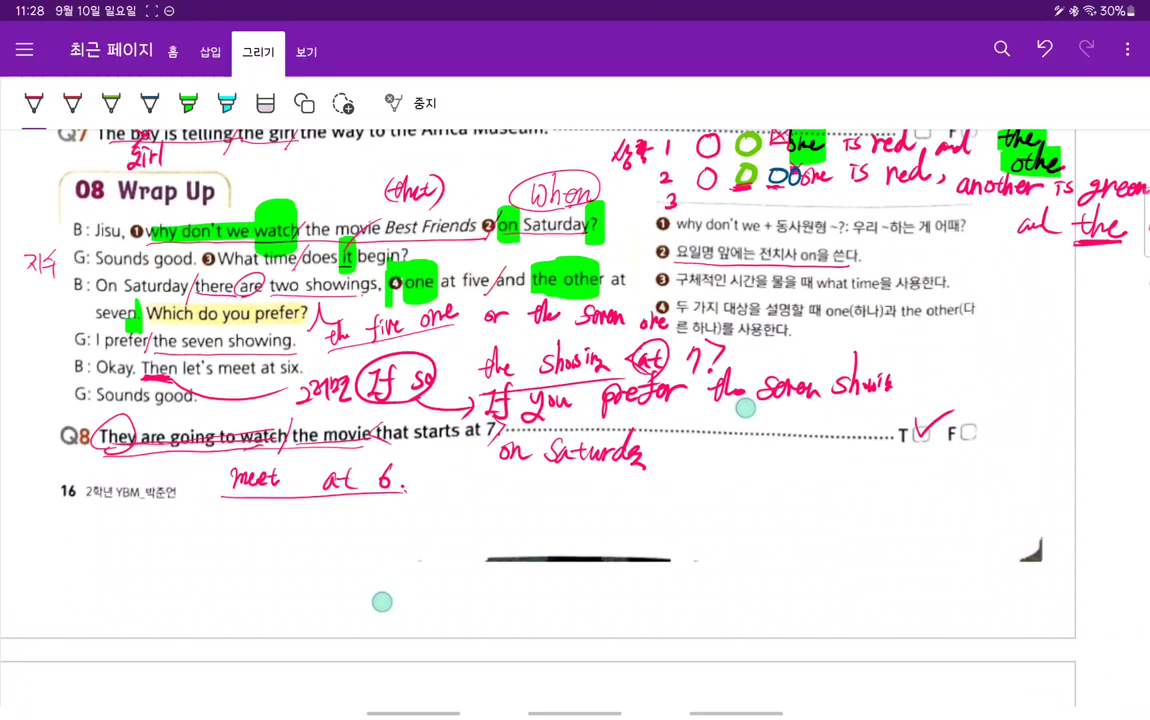 11:28 9월 10일 일요일 30%
최근 페이지 홈 삽입 그리기 보기
중지
Q7 The boy is telling the girl the way to the Africa Museum. F
girl
상황 1 one is red, and the othe
2 one is red, another is green
and the
3
08 Wrap Up
(that) When
B: Jisu, ❶why don't we watch the movie Best Friends ❷on Saturday?
지수 G: Sounds good. ❸What time does it begin?
B: On Saturday there are two showings, ❹one at five and the other at
seven. Which do you prefer?
the five one or the seven one
G: I prefer the seven showing.
the showing at 7?
B: Okay. Then let's meet at six.
그러면 If so If you prefer the seven showin
G: Sounds good.
❶ why don't we + 동사원형 ~?: 우리 ~하는 게 어때?
❷ 요일명 앞에는 전치사 on을 쓴다.
❸ 구체적인 시간을 물을 때 what time을 사용한다.
❹ 두 가지 대상을 설명할 때 one(하나)과 the other(다
른 하나)를 사용한다.
Q8 They are going to watch the movie that starts at 7. T F
on Saturday
meet at 6.
16 2학년 YBM_박준언